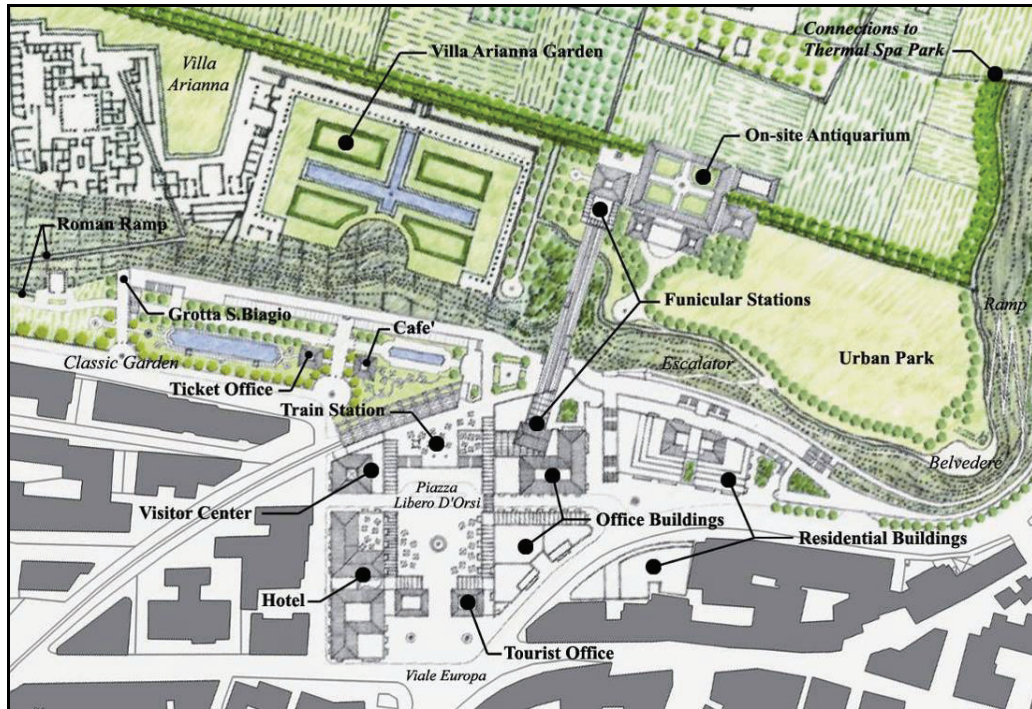 Villa Arianna Garden
Connections to
Thermal Spa Park
Villa
Arianna
On-site Antiquarium
Roman Ramp
Grotta S.Biagio
Funicular Stations
Ramp
Cafe'
Classic Garden
Escalator
Urban Park
Ticket Office
Train Station
Belvedere
Piazza
Libero D'Orsi
Visitor Center
Office Buildings
Residential Buildings
Hotel
Tourist Office
Viale Europa